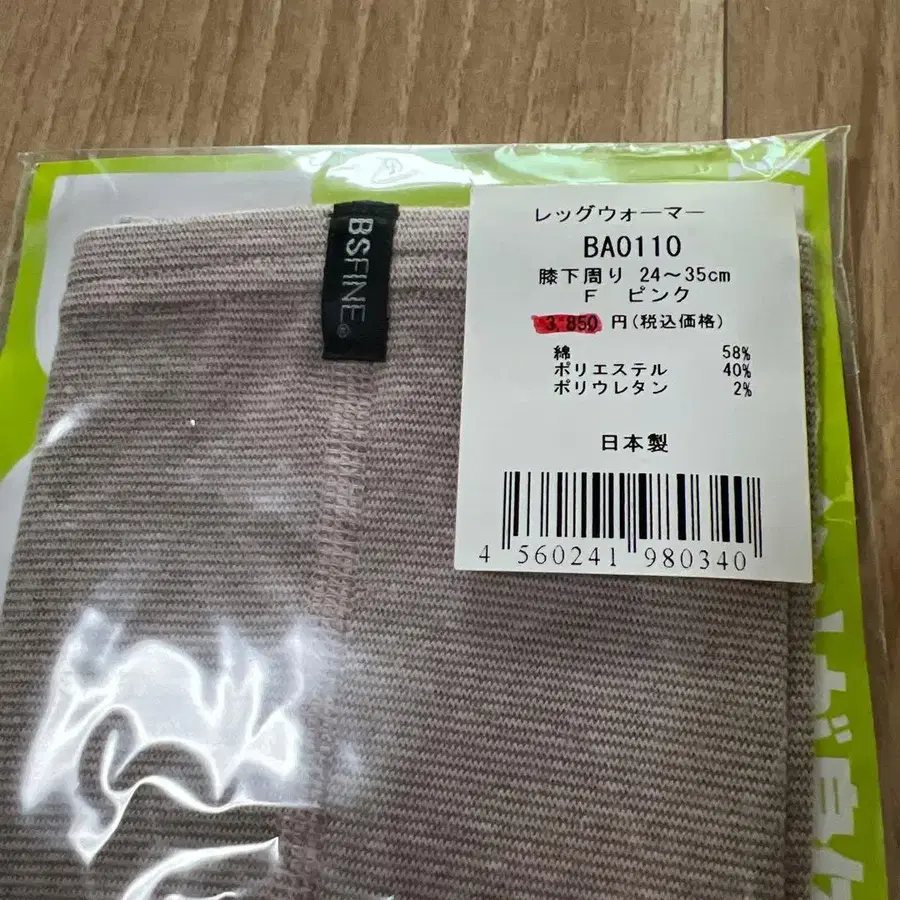 BSFINE®
レッグウォーマー
BA0110
膝下周り 24～35cm
F ピンク
3,850 円(税込価格)
綿 58%
ポリエステル 40%
ポリウレタン 2%
日本製
4 560241 980340